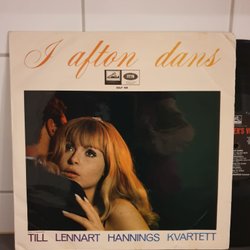 I afton dans
TILL LENNART HANNINGS KVARTETT